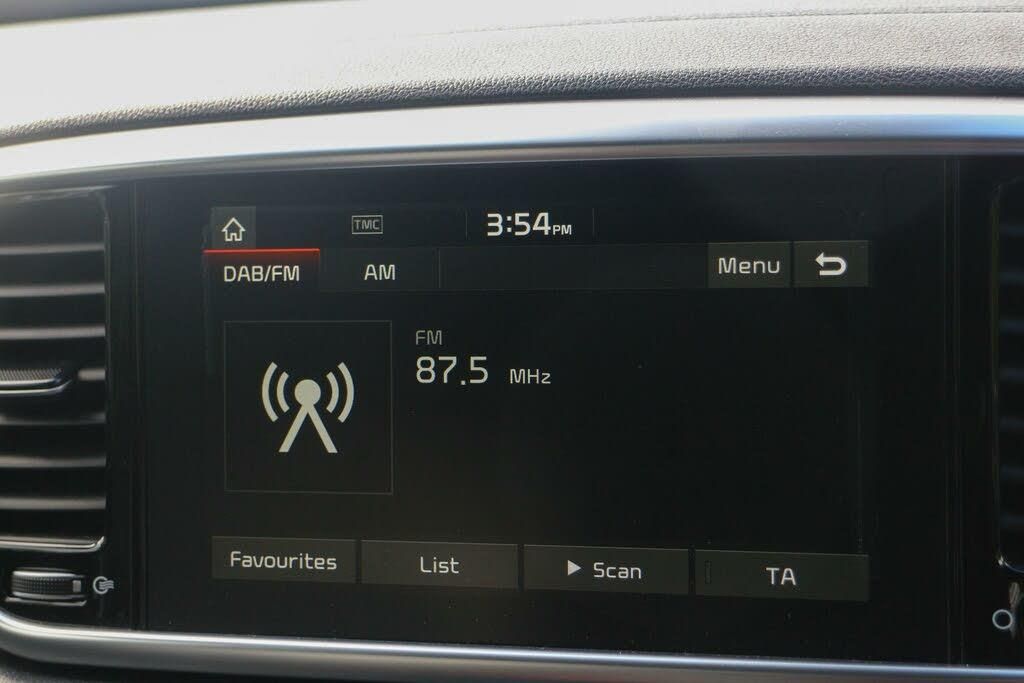 TMC 3:54PM
DAB/FM AM Menu
FM
87.5 MHz
Favourites List Scan TA